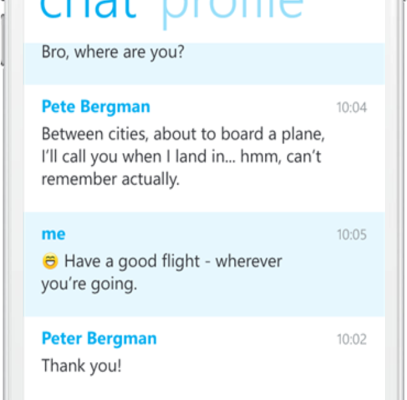 chat profile
Bro, where are you?
Pete Bergman 10:04
Between cities, about to board a plane,
I'll call you when I land in... hmm, can't
remember actually.
me 10:05
Have a good flight - wherever
you're going.
Peter Bergman 10:02
Thank you!